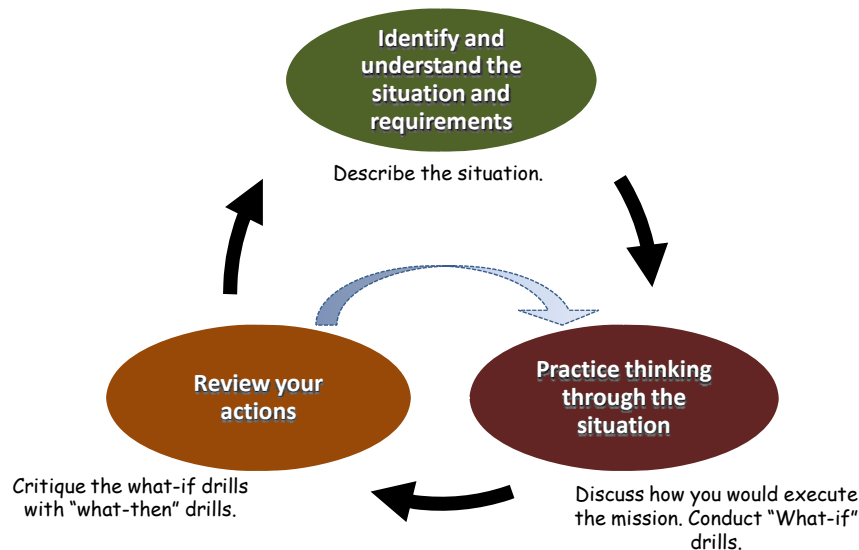 Identify and
understand the
situation and
requirements
Describe the situation.
Practice thinking
through the
situation
Discuss how you would execute
the mission. Conduct “What-if”
drills.
Review your
actions
Critique the what-if drills
with “what-then” drills.